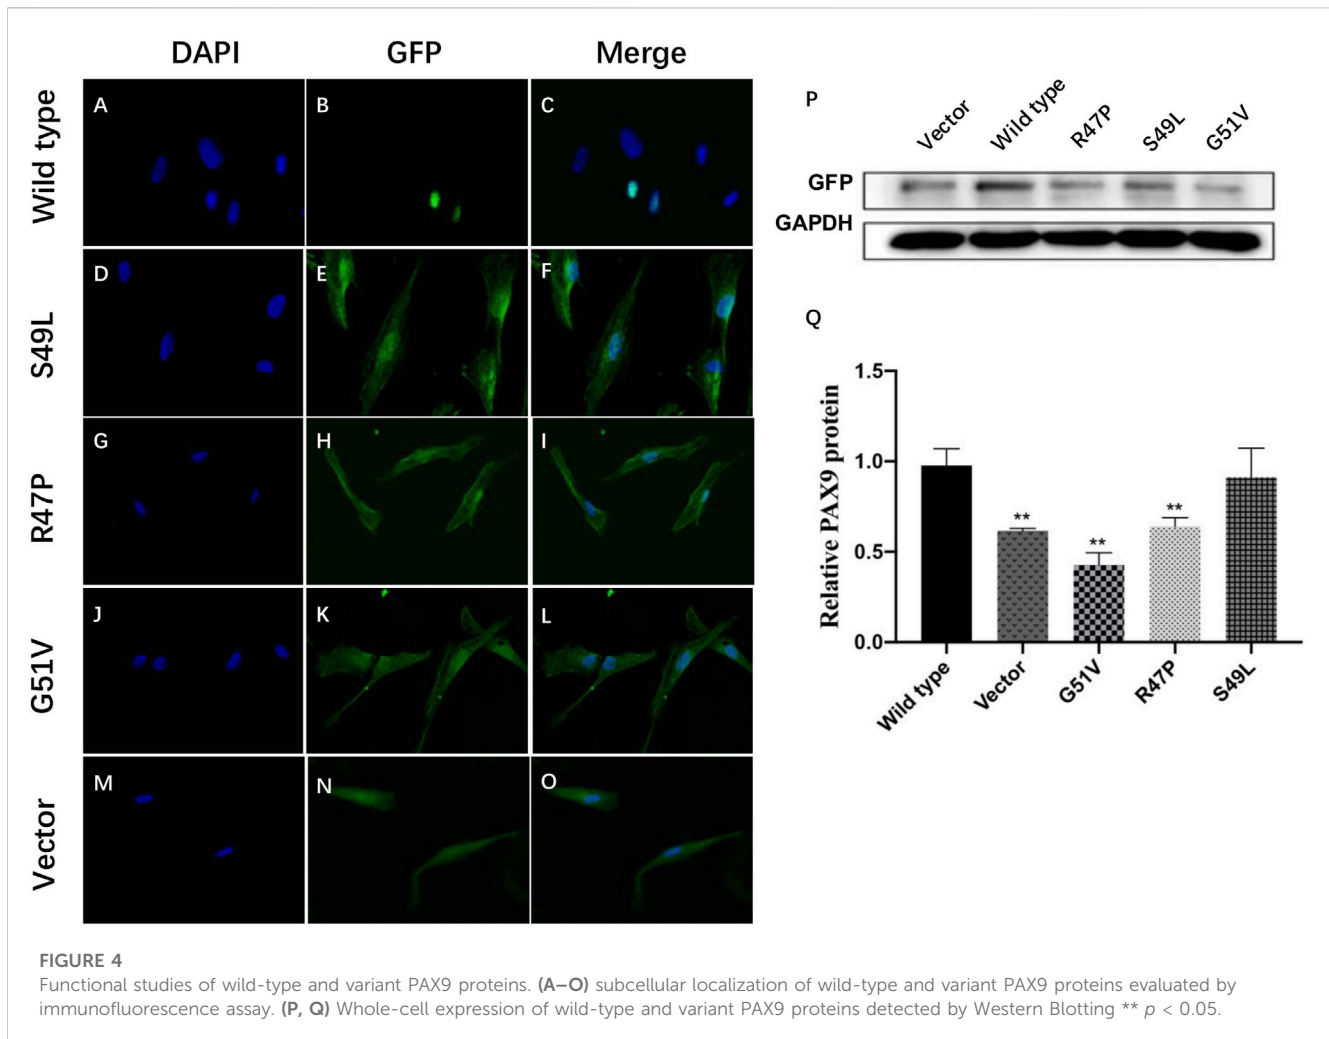 DAPI GFP Merge
Wild type
A B C
S49L
D E F
R47P
G H I
G51V
J K L
Vector
M N O
P
Vector Wild type R47P S49L G51V
GFP
GAPDH
Q
Relative PAX9 protein
1.5
1.0
0.5
0.0
** ** **
Wild type Vector G51V R47P S49L
FIGURE 4
Functional studies of wild-type and variant PAX9 proteins. (A–O) subcellular localization of wild-type and variant PAX9 proteins evaluated by
immunofluorescence assay. (P, Q) Whole-cell expression of wild-type and variant PAX9 proteins detected by Western Blotting ** p < 0.05.